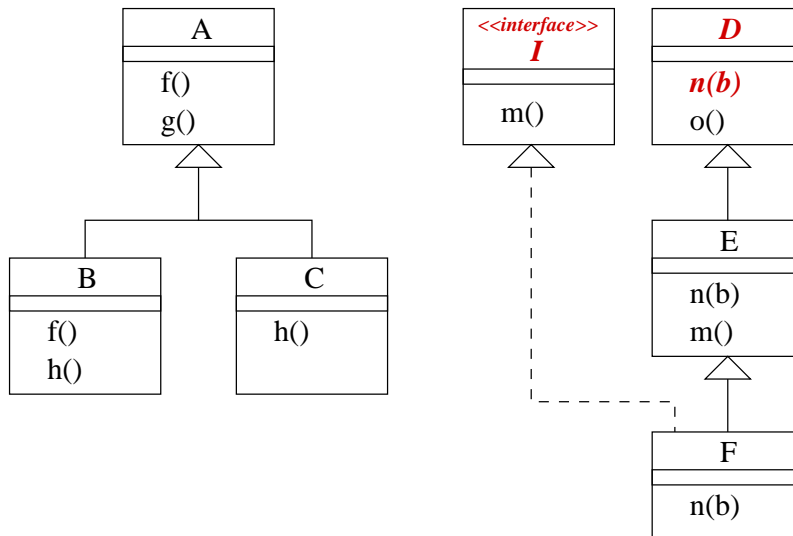 A
f()
g()
B
f()
h()
C
h()
<<interface>>
I
m()
D
n(b)
o()
E
n(b)
m()
F
n(b)